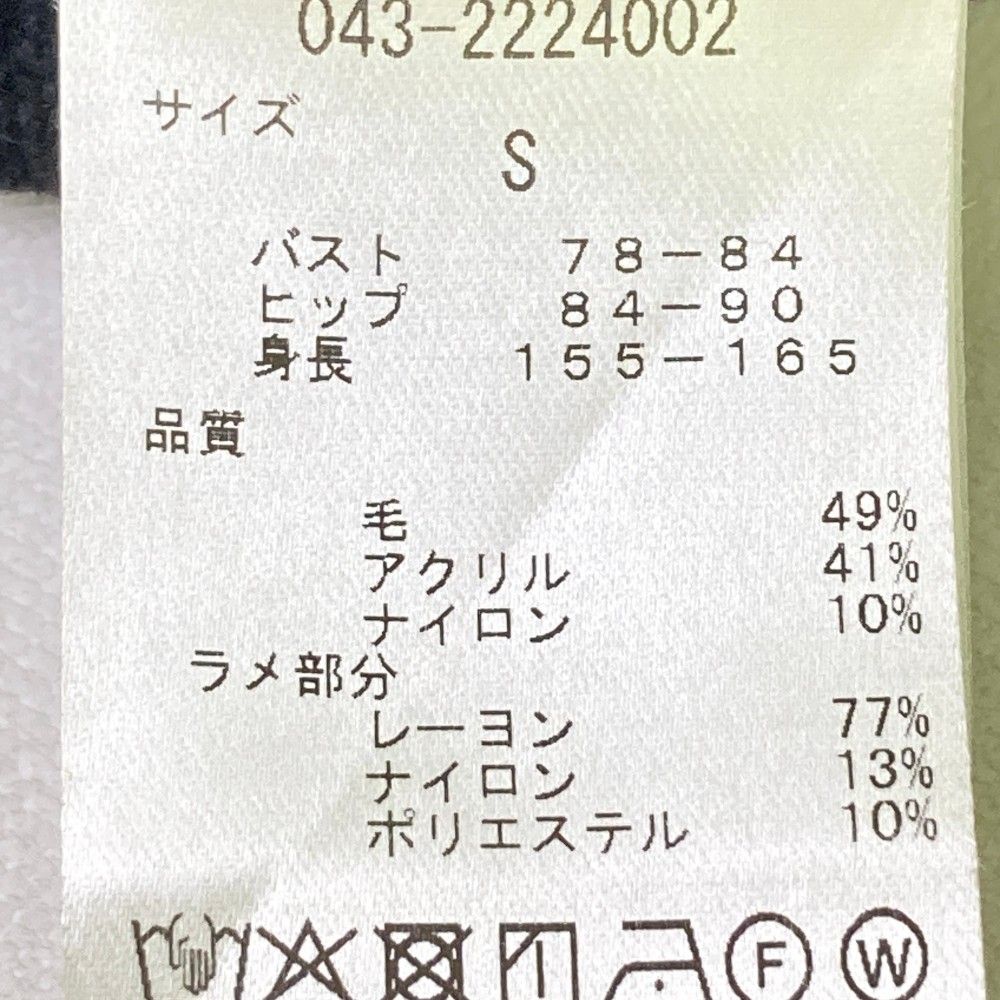 043-2224002
サイズ
S
バスト 78-84
ヒップ 84-90
身長 155-165
品質
毛 49%
アクリル 41%
ナイロン 10%
ラメ部分
レーヨン 77%
ナイロン 13%
ポリエステル 10%
F W